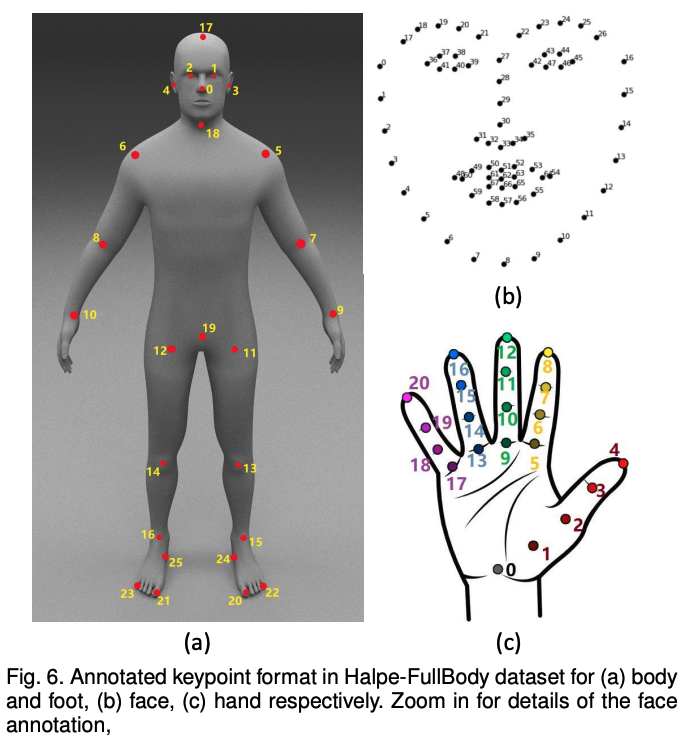 17
2 1
4 0 3
18
6 5
8 7
10 9
19
12 11
14 13
16 15
25 24
23 22
21 20
(a)
17 18 19 20 21 22 23 24 25 26
0 36 37 38 39 40 41 27 42 43 44 45 46 47 16
1 28 15
2 29 14
30
31 32 33 34 35
3 13
48 49 50 51 52 53 54
60 61 62 63
59 67 66 65 55
58 57 56
4 12
5 11
6 10
7 8 9
(b)
20 16 12 8
19 15 11 7
18 14 10 6
17 13 9 5
4
3
2
1
0
(c)
Fig. 6. Annotated keypoint format in Halpe-FullBody dataset for (a) body
and foot, (b) face, (c) hand respectively. Zoom in for details of the face
annotation,